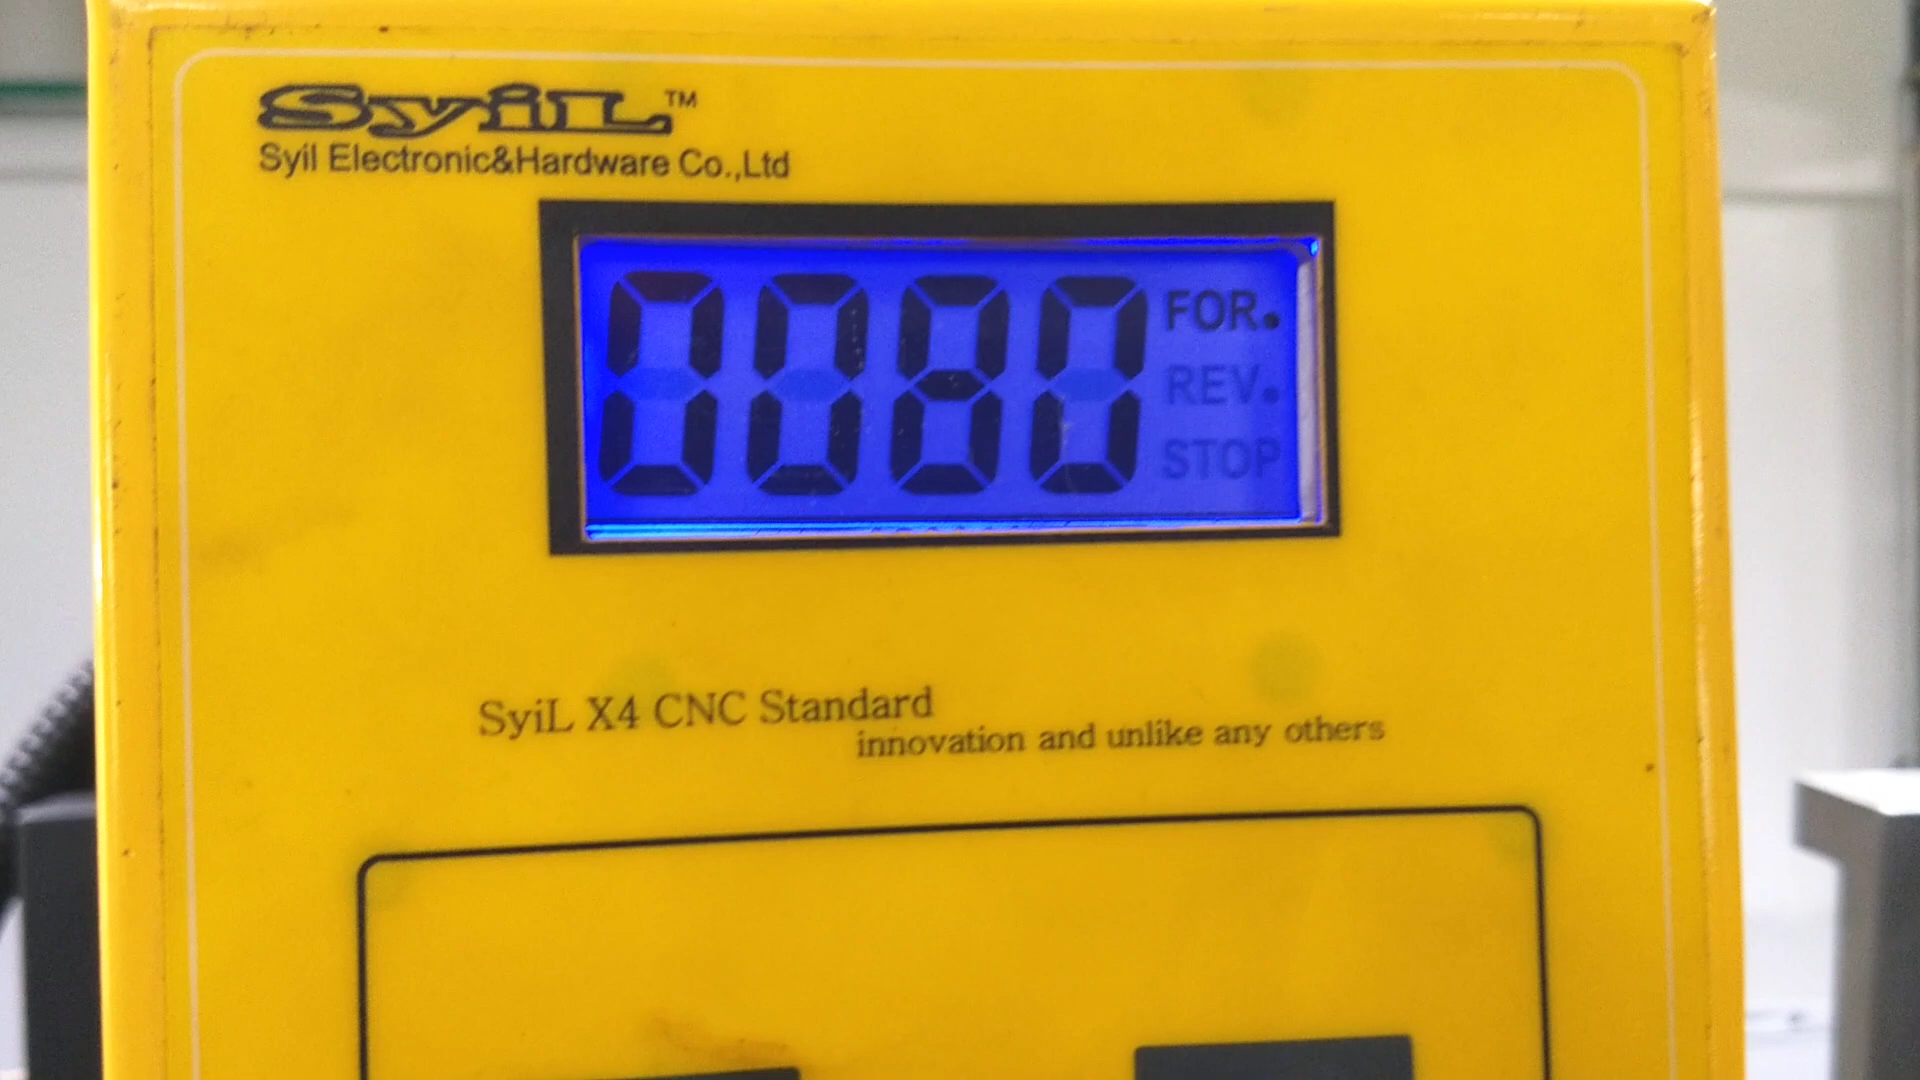 SyiL™
Syil Electronic&Hardware Co.,Ltd
0080
FOR.
REV.
STOP
SyiL X4 CNC Standard
innovation and unlike any others